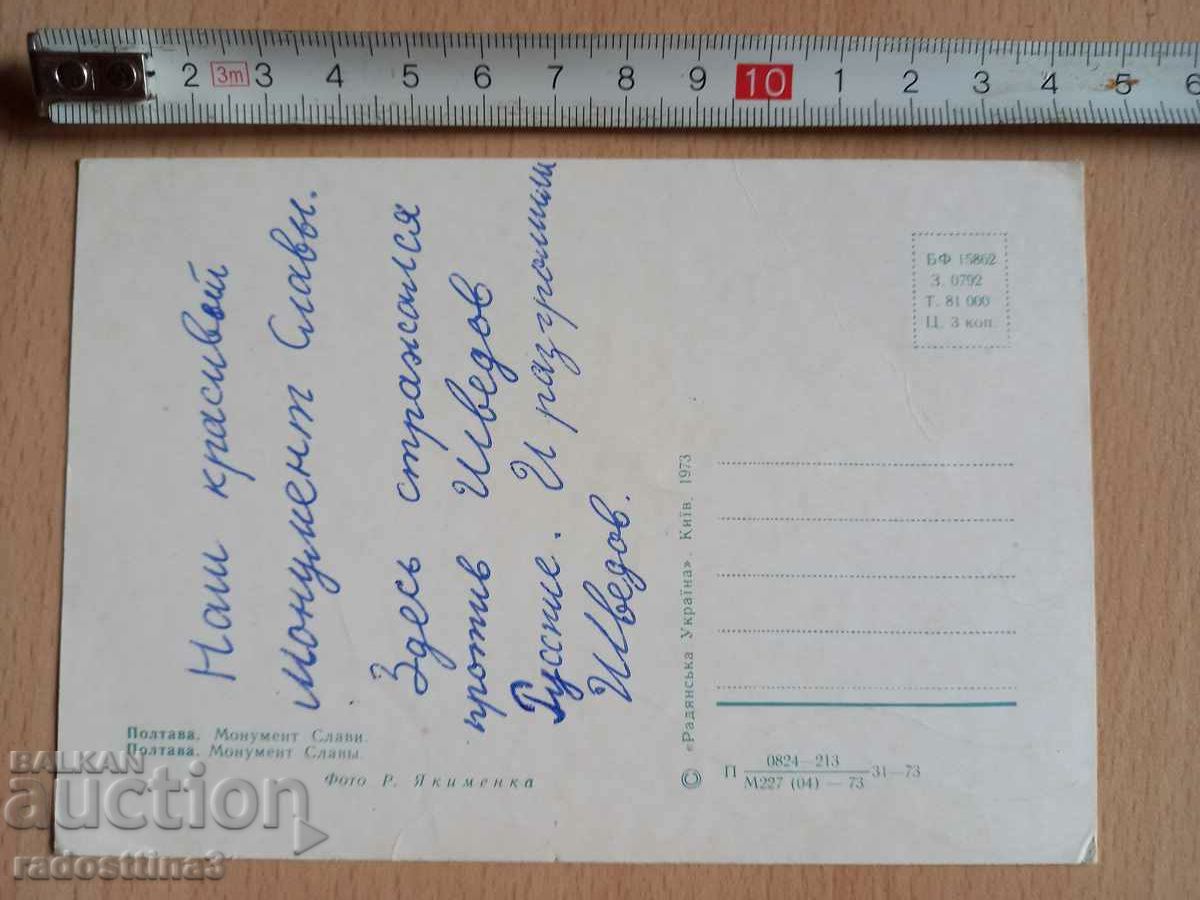 2 3m 3 4 5 6 7 8 9 10 1 2 3 4 5 6
Наш красивый
монумент Славы.
Здесь стражался
против Шведов
Русские. И разгромили
Шведов.
Полтава. Монумент Слави.
Полтава. Монумент Славы.
Фото Р. Якименка
© «Радянська Україна». Київ. 1973
БФ 15862
З. 0792
Т. 81 000
Ц. 3 коп.
П 0824—213 31—73
М227 (04) — 73
BALKAN
auction
radosttina3